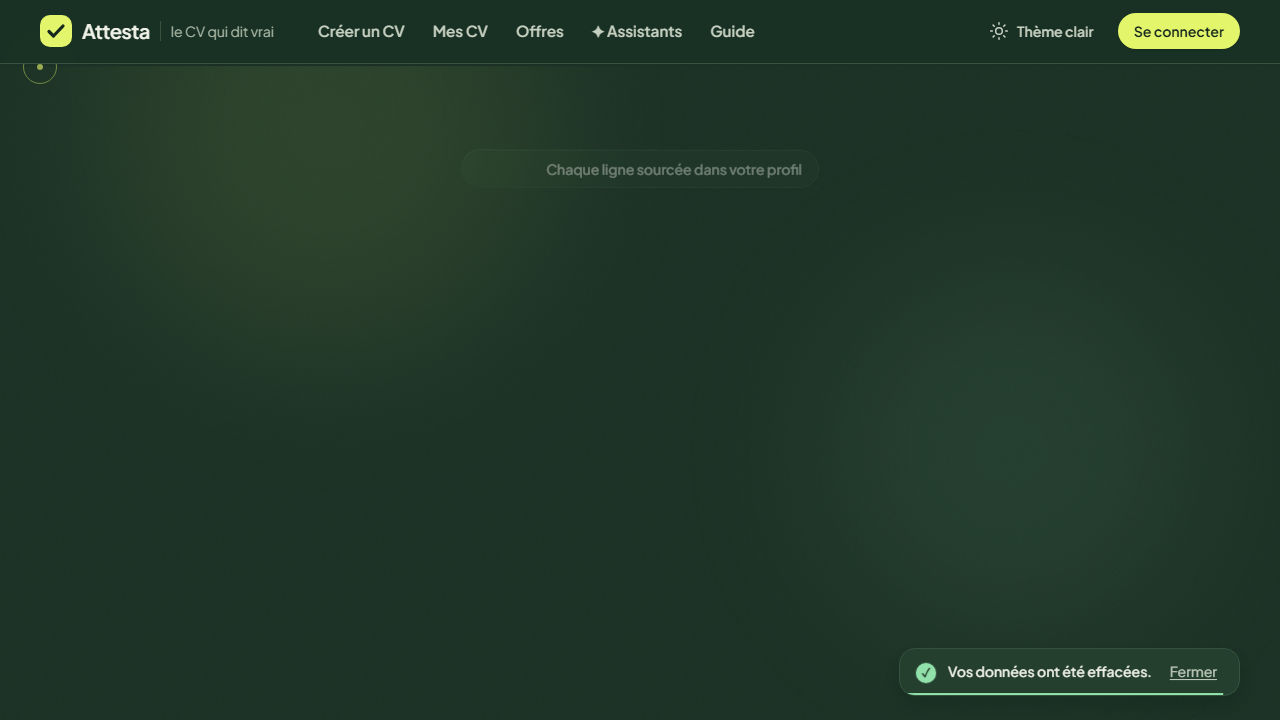 Attesta
le CV qui dit vrai
Créer un CV
Mes CV
Offres
✦ Assistants
Guide
Thème clair
Se connecter
Chaque ligne sourcée dans votre profil
Vos données ont été effacées.
Fermer